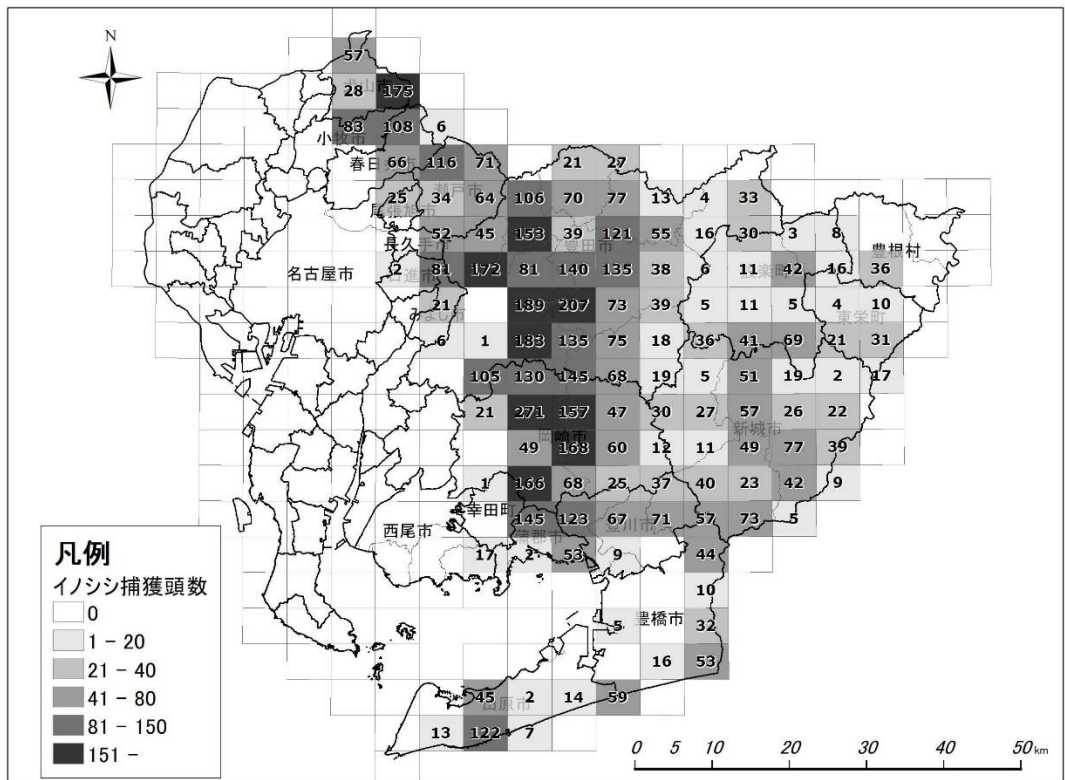 N
57
犬山市
28 175
83 108 6
小牧市
春日井市
66 116 71 21 27
瀬戸市
25 34 64 106 70 77 13 4 33
尾張旭市
52 45 153 39 121 55 16 30 3 8
長久手市
豊田市
豊根村
名古屋市
2 81 172 81 140 135 38 6 11 42 16 36
日進市
設楽町
21 189 207 73 39 5 11 5 4 10
みよし市
東栄町
6 1 183 135 75 18 36 41 69 21 31
105 130 145 68 19 5 51 19 2 17
21 271 157 47 30 27 57 26 22
岡崎市
新城市
49 168 60 12 11 49 77 39
1 166 68 25 37 40 23 42 9
幸田町
西尾市
145 123 67 71 57 73 5
蒲郡市
豊川市
17 2 53 9 44
10
豊橋市
5 32
16 53
45 2 14 59
田原市
13 122 7
凡例
イノシシ捕獲頭数
0
1 - 20
21 - 40
41 - 80
81 - 150
151 -
0 5 10 20 30 40 50 km